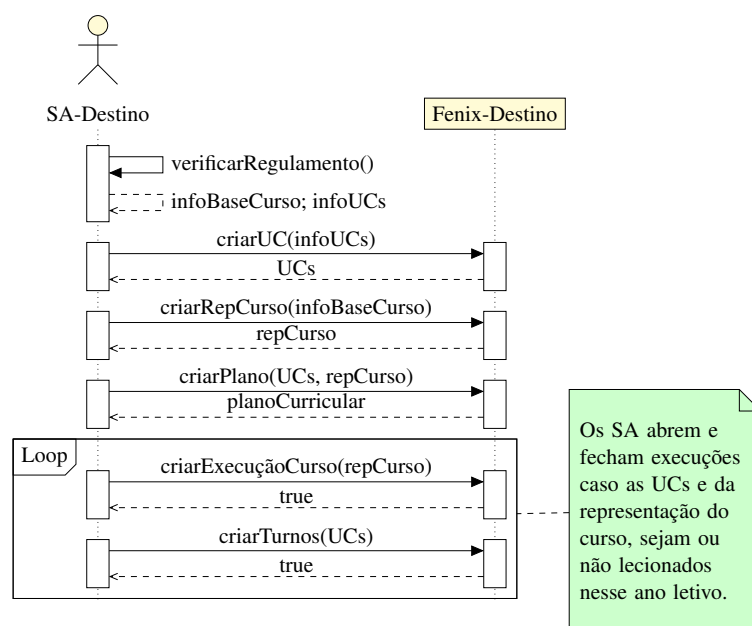 SA-Destino
Fenix-Destino
verificarRegulamento()
infoBaseCurso; infoUCs
criarUC(infoUCs)
UCs
criarRepCurso(infoBaseCurso)
repCurso
criarPlano(UCs, repCurso)
planoCurricular
Loop
criarExecuçãoCurso(repCurso)
true
criarTurnos(UCs)
true
Os SA abrem e
fecham execuções
caso as UCs e da
representação do
curso, sejam ou
não lecionados
nesse ano letivo.